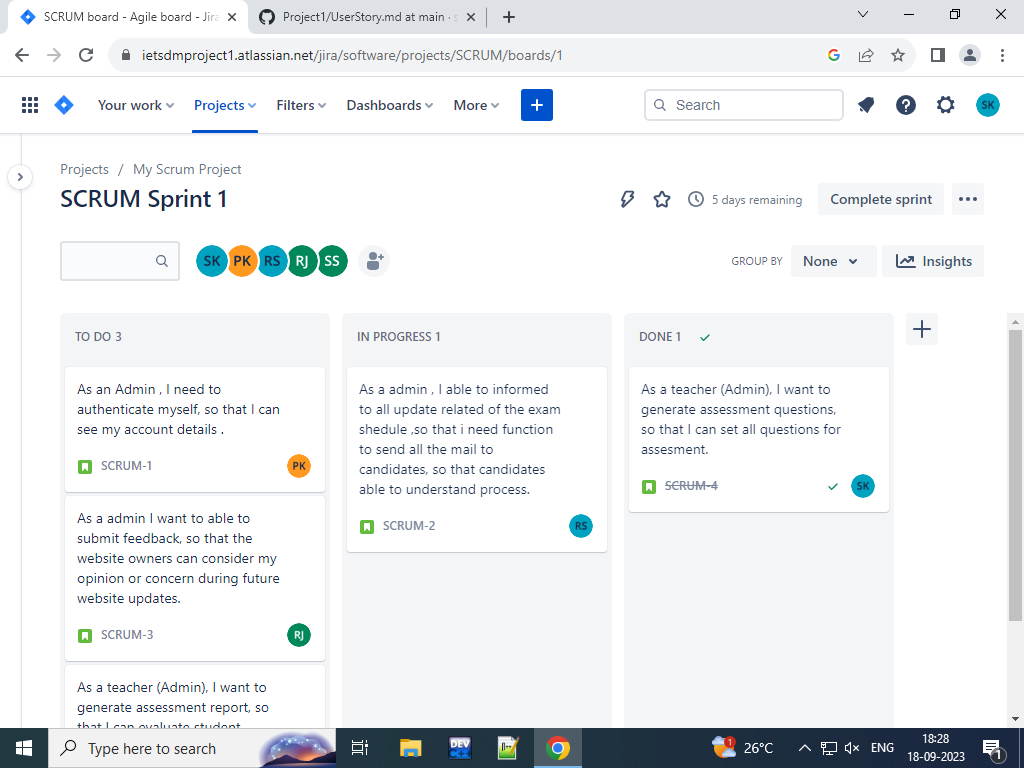 SCRUM board - Agile board - Jira
Project1/UserStory.md at main · s
ietsdmproject1.atlassian.net/jira/software/projects/SCRUM/boards/1
Your work
Projects
Filters
Dashboards
More
Search
SK
Projects / My Scrum Project
SCRUM Sprint 1
5 days remaining
Complete sprint
SK PK RS RJ SS
GROUP BY
None
Insights
TO DO 3
As an Admin , I need to
authenticate myself, so that I can
see my account details .
SCRUM-1
PK
As a admin I want to able to
submit feedback, so that the
website owners can consider my
opinion or concern during future
website updates.
SCRUM-3
RJ
As a teacher (Admin), I want to
generate assessment report, so
that I can evaluate student
IN PROGRESS 1
As a admin , I able to informed
to all update related of the exam
shedule ,so that i need function
to send all the mail to
candidates, so that candidates
able to understand process.
SCRUM-2
RS
DONE 1
As a teacher (Admin), I want to
generate assessment questions,
so that I can set all questions for
assesment.
SCRUM-4
SK
Type here to search
DEV
1
26°C
ENG
18:28
18-09-2023
1